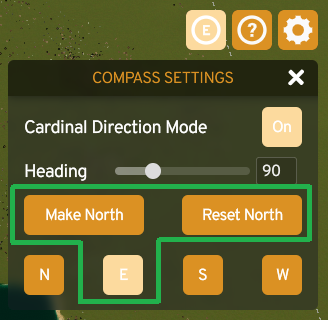 E ?
COMPASS SETTINGS
Cardinal Direction Mode On
Heading 90
Make North Reset North
N E S W